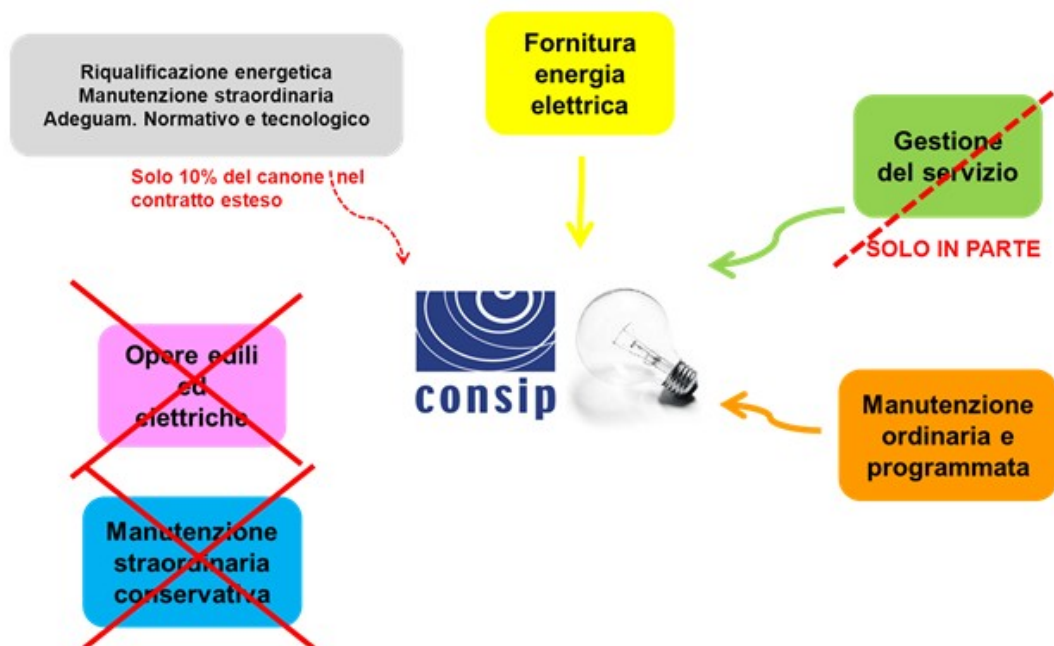 Riqualificazione energetica
Manutenzione straordinaria
Adeguam. Normativo e tecnologico
Solo 10% del canone nel
contratto esteso
Fornitura
energia
elettrica
Gestione
del servizio
SOLO IN PARTE
consip
Opere edili
ed
elettriche
Manutenzione
ordinaria e
programmata
Manutenzione
straordinaria
conservativa